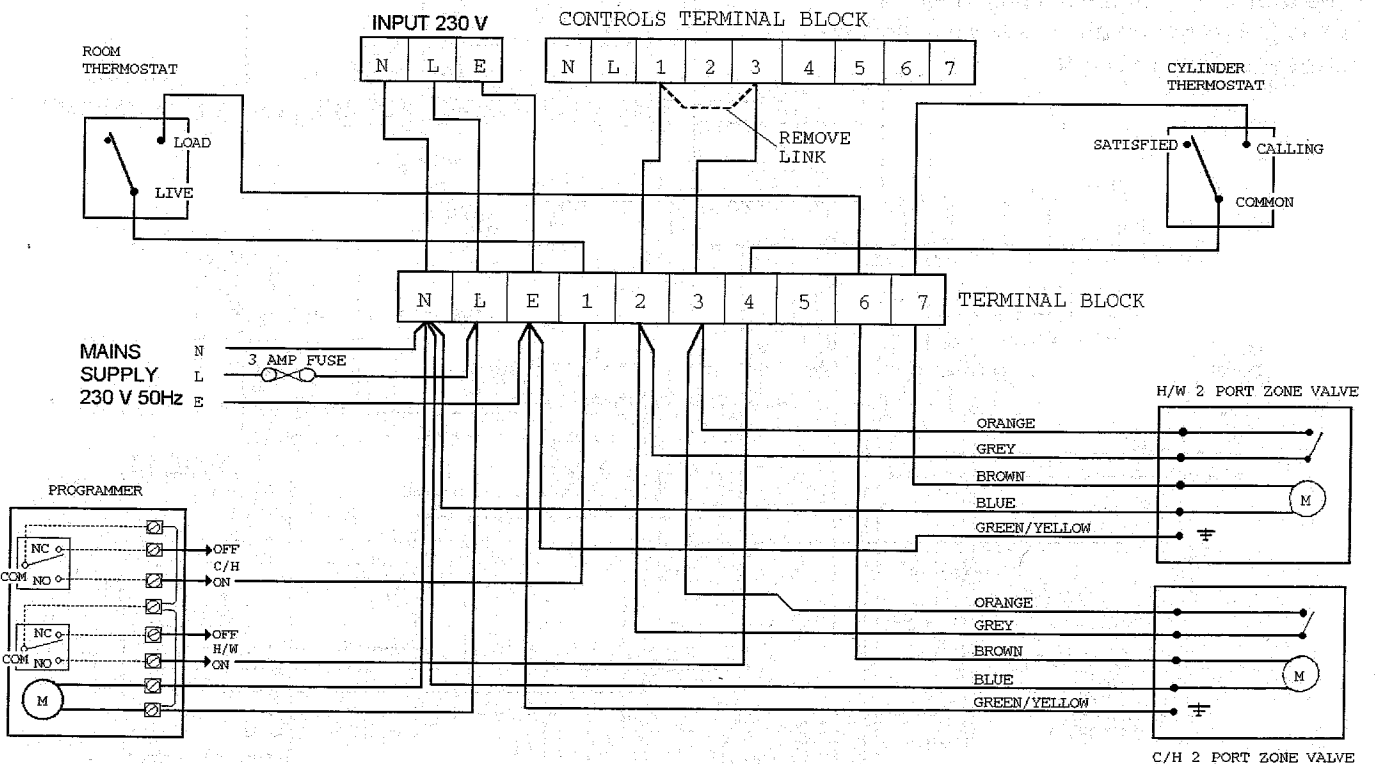 INPUT 230 V
CONTROLS TERMINAL BLOCK
N L E
N L 1 2 3 4 5 6 7
ROOM
THERMOSTAT
LOAD
LIVE
REMOVE
LINK
CYLINDER
THERMOSTAT
SATISFIED
CALLING
COMMON
N L E 1 2 3 4 5 6 7
TERMINAL BLOCK
MAINS
SUPPLY
230 V 50Hz
N
L
E
3 AMP FUSE
H/W 2 PORT ZONE VALVE
ORANGE
GREY
BROWN
BLUE
GREEN/YELLOW
M
PROGRAMMER
NC
COM
NO
OFF
C/H
ON
NC
COM
NO
OFF
H/W
ON
M
ORANGE
GREY
BROWN
BLUE
GREEN/YELLOW
M
C/H 2 PORT ZONE VALVE